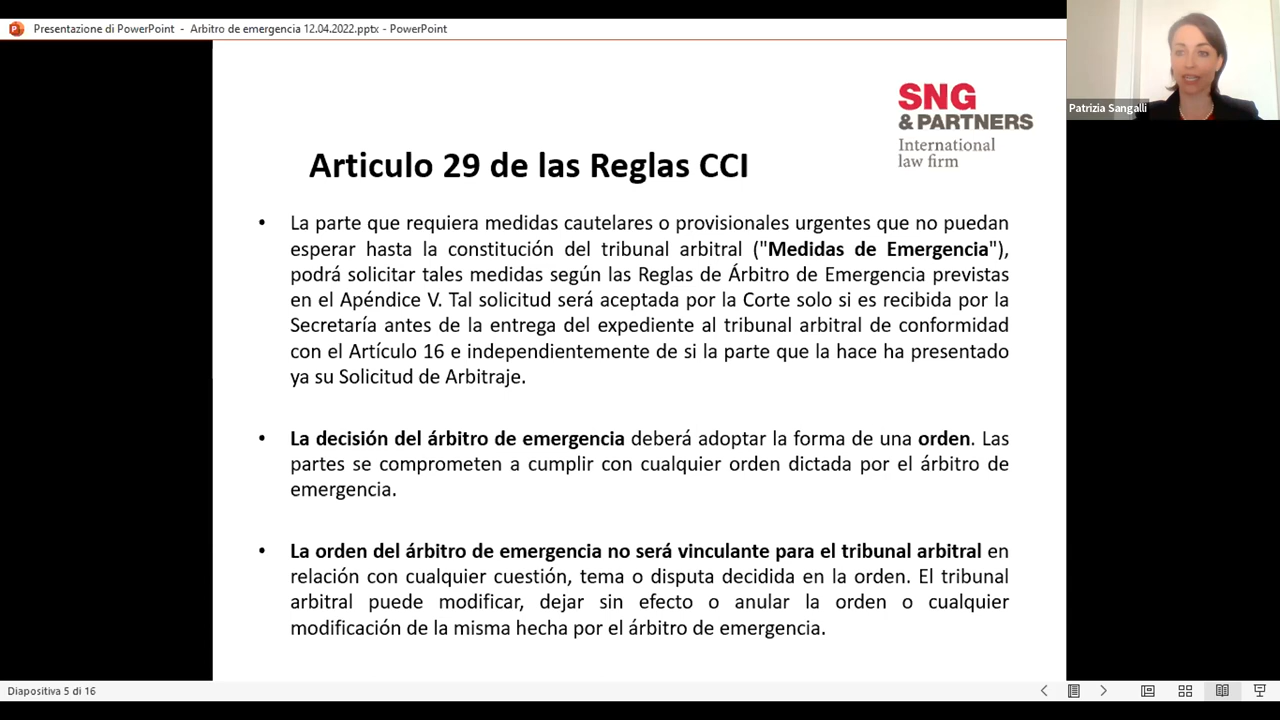 Presentazione di PowerPoint - Arbitro de emergencia 12.04.2022.pptx - PowerPoint
Patrizia Sangalli
SNG
& PARTNERS
International
law firm
Articulo 29 de las Reglas CCI
• La parte que requiera medidas cautelares o provisionales urgentes que no puedan
esperar hasta la constitución del tribunal arbitral ("Medidas de Emergencia"),
podrá solicitar tales medidas según las Reglas de Árbitro de Emergencia previstas
en el Apéndice V. Tal solicitud será aceptada por la Corte solo si es recibida por la
Secretaría antes de la entrega del expediente al tribunal arbitral de conformidad
con el Artículo 16 e independientemente de si la parte que la hace ha presentado
ya su Solicitud de Arbitraje.
• La decisión del árbitro de emergencia deberá adoptar la forma de una orden. Las
partes se comprometen a cumplir con cualquier orden dictada por el árbitro de
emergencia.
• La orden del árbitro de emergencia no será vinculante para el tribunal arbitral en
relación con cualquier cuestión, tema o disputa decidida en la orden. El tribunal
arbitral puede modificar, dejar sin efecto o anular la orden o cualquier
modificación de la misma hecha por el árbitro de emergencia.
Diapositiva 5 di 16